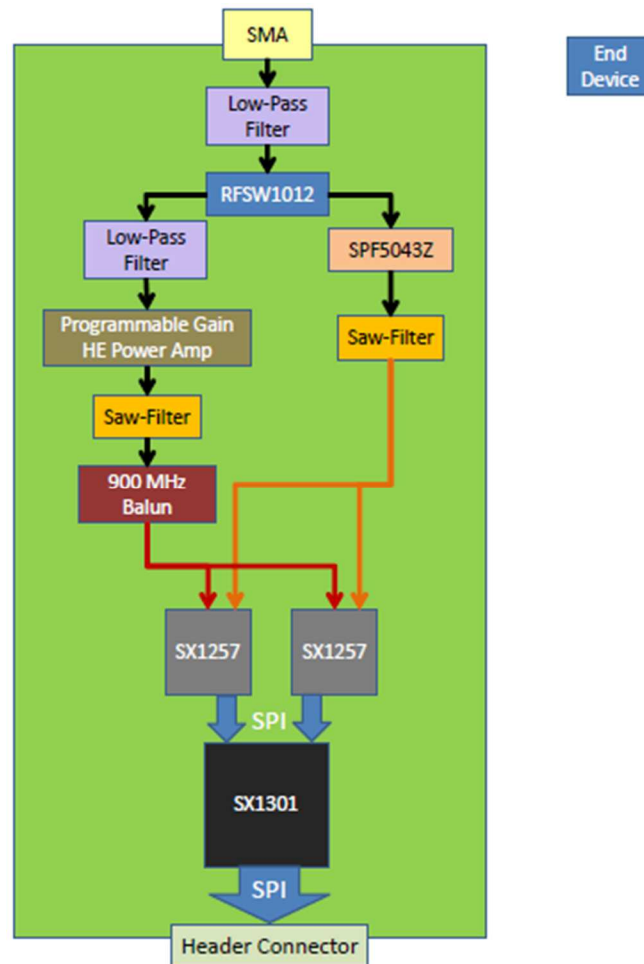 SMA
End
Device
Low-Pass
Filter
RFSW1012
Low-Pass
Filter
SPF5043Z
Programmable Gain
HE Power Amp
Saw-Filter
Saw-Filter
900 MHz
Balun
SX1257
SX1257
SPI
SX1301
SPI
Header Connector